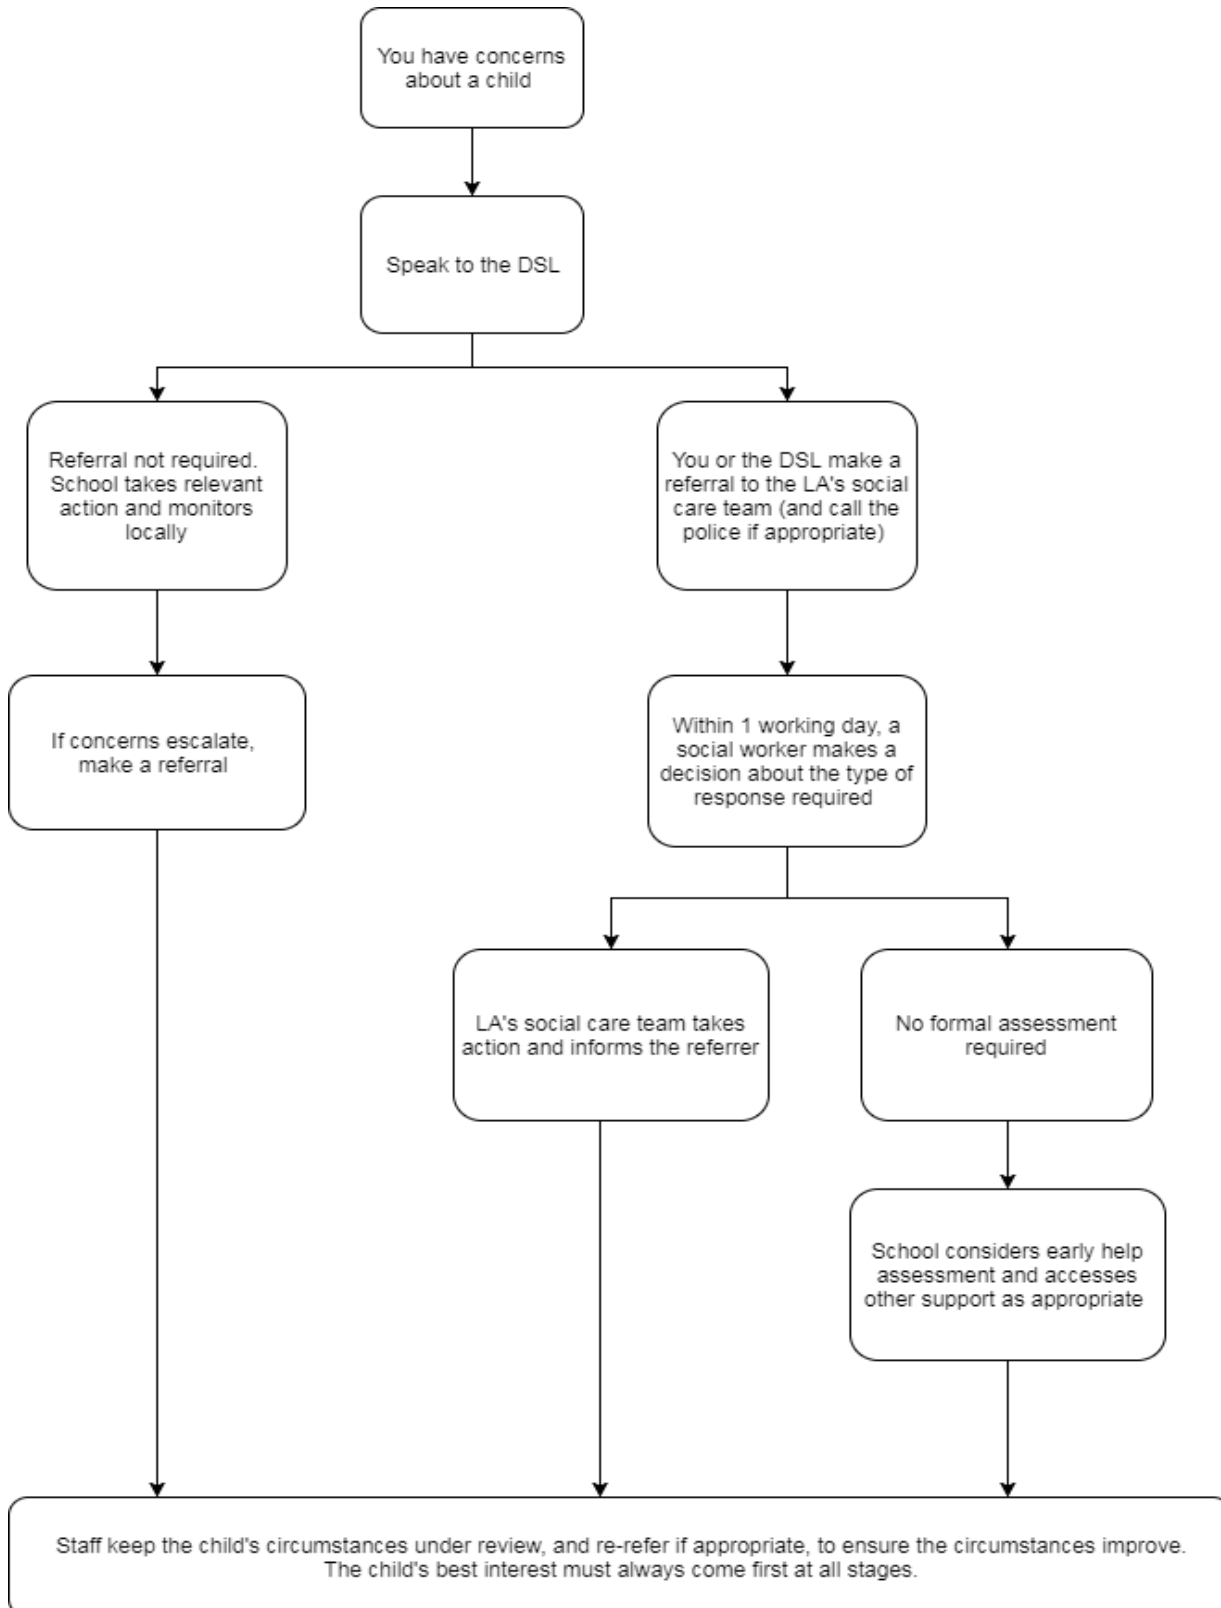 You have concerns
about a child
Speak to the DSL
Referral not required.
School takes relevant
action and monitors
locally
You or the DSL make a
referral to the LA's social
care team (and call the
police if appropriate)
If concerns escalate,
make a referral
Within 1 working day, a
social worker makes a
decision about the type of
response required
LA's social care team takes
action and informs the referrer
No formal assessment
required
School considers early help
assessment and accesses
other support as appropriate
Staff keep the child's circumstances under review, and re-refer if appropriate, to ensure the circumstances improve.
The child's best interest must always come first at all stages.